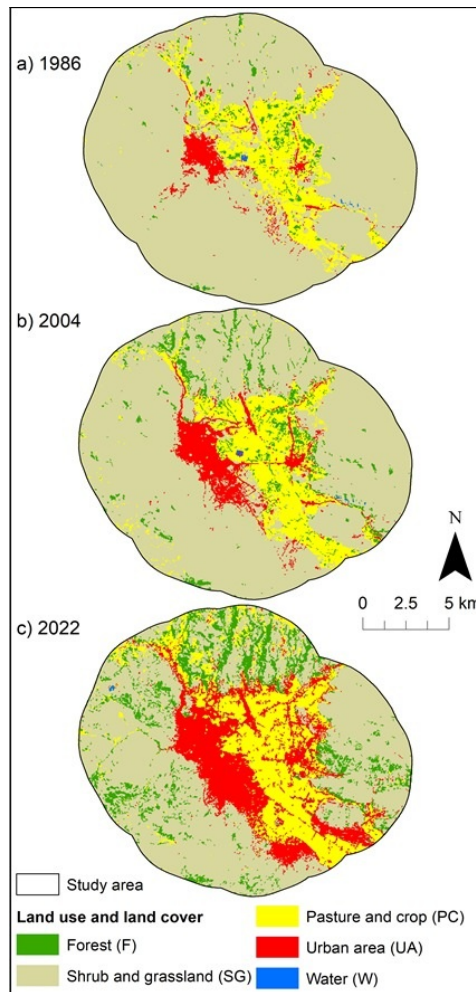 a) 1986
b) 2004
N
0 2.5 5 km
c) 2022
Study area
Land use and land cover
Forest (F)
Shrub and grassland (SG)
Pasture and crop (PC)
Urban area (UA)
Water (W)